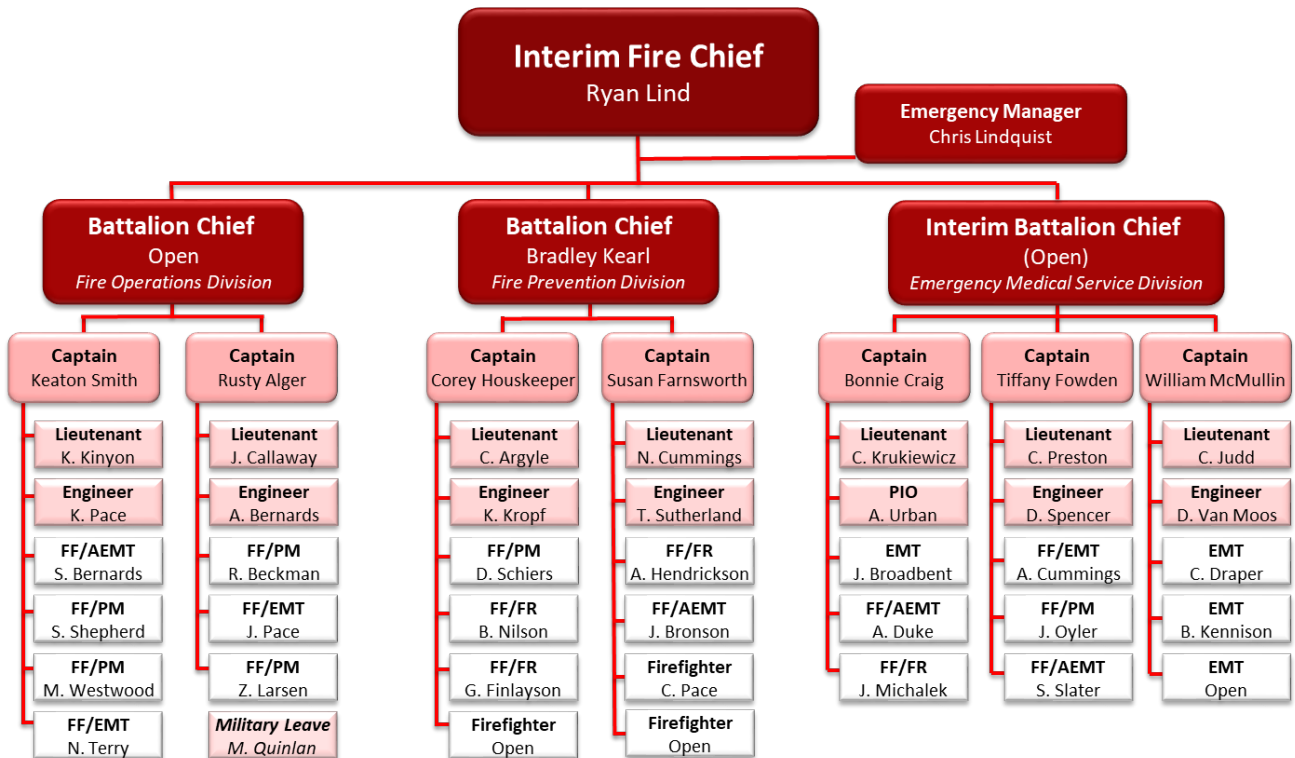 Interim Fire Chief
Ryan Lind
Emergency Manager
Chris Lindquist
Battalion Chief
Open
Fire Operations Division
Battalion Chief
Bradley Kearl
Fire Prevention Division
Interim Battalion Chief
(Open)
Emergency Medical Service Division
Captain
Keaton Smith
Lieutenant
K. Kinyon
Engineer
K. Pace
FF/AEMT
S. Bernards
FF/PM
S. Shepherd
FF/PM
M. Westwood
FF/EMT
N. Terry
Captain
Rusty Alger
Lieutenant
J. Callaway
Engineer
A. Bernards
FF/PM
R. Beckman
FF/EMT
J. Pace
FF/PM
Z. Larsen
Military Leave
M. Quinlan
Captain
Corey Houskeeper
Lieutenant
C. Argyle
Engineer
K. Kropf
FF/PM
D. Schiers
FF/FR
B. Nilson
FF/FR
G. Finlayson
Firefighter
Open
Captain
Susan Farnsworth
Lieutenant
N. Cummings
Engineer
T. Sutherland
FF/FR
A. Hendrickson
FF/AEMT
J. Bronson
Firefighter
C. Pace
Firefighter
Open
Captain
Bonnie Craig
Lieutenant
C. Krukiewicz
PIO
A. Urban
EMT
J. Broadbent
FF/AEMT
A. Duke
FF/FR
J. Michalek
Captain
Tiffany Fowden
Lieutenant
C. Preston
Engineer
D. Spencer
FF/EMT
A. Cummings
FF/PM
J. Oyler
FF/AEMT
S. Slater
Captain
William McMullin
Lieutenant
C. Judd
Engineer
D. Van Moos
EMT
C. Draper
EMT
B. Kennison
EMT
Open